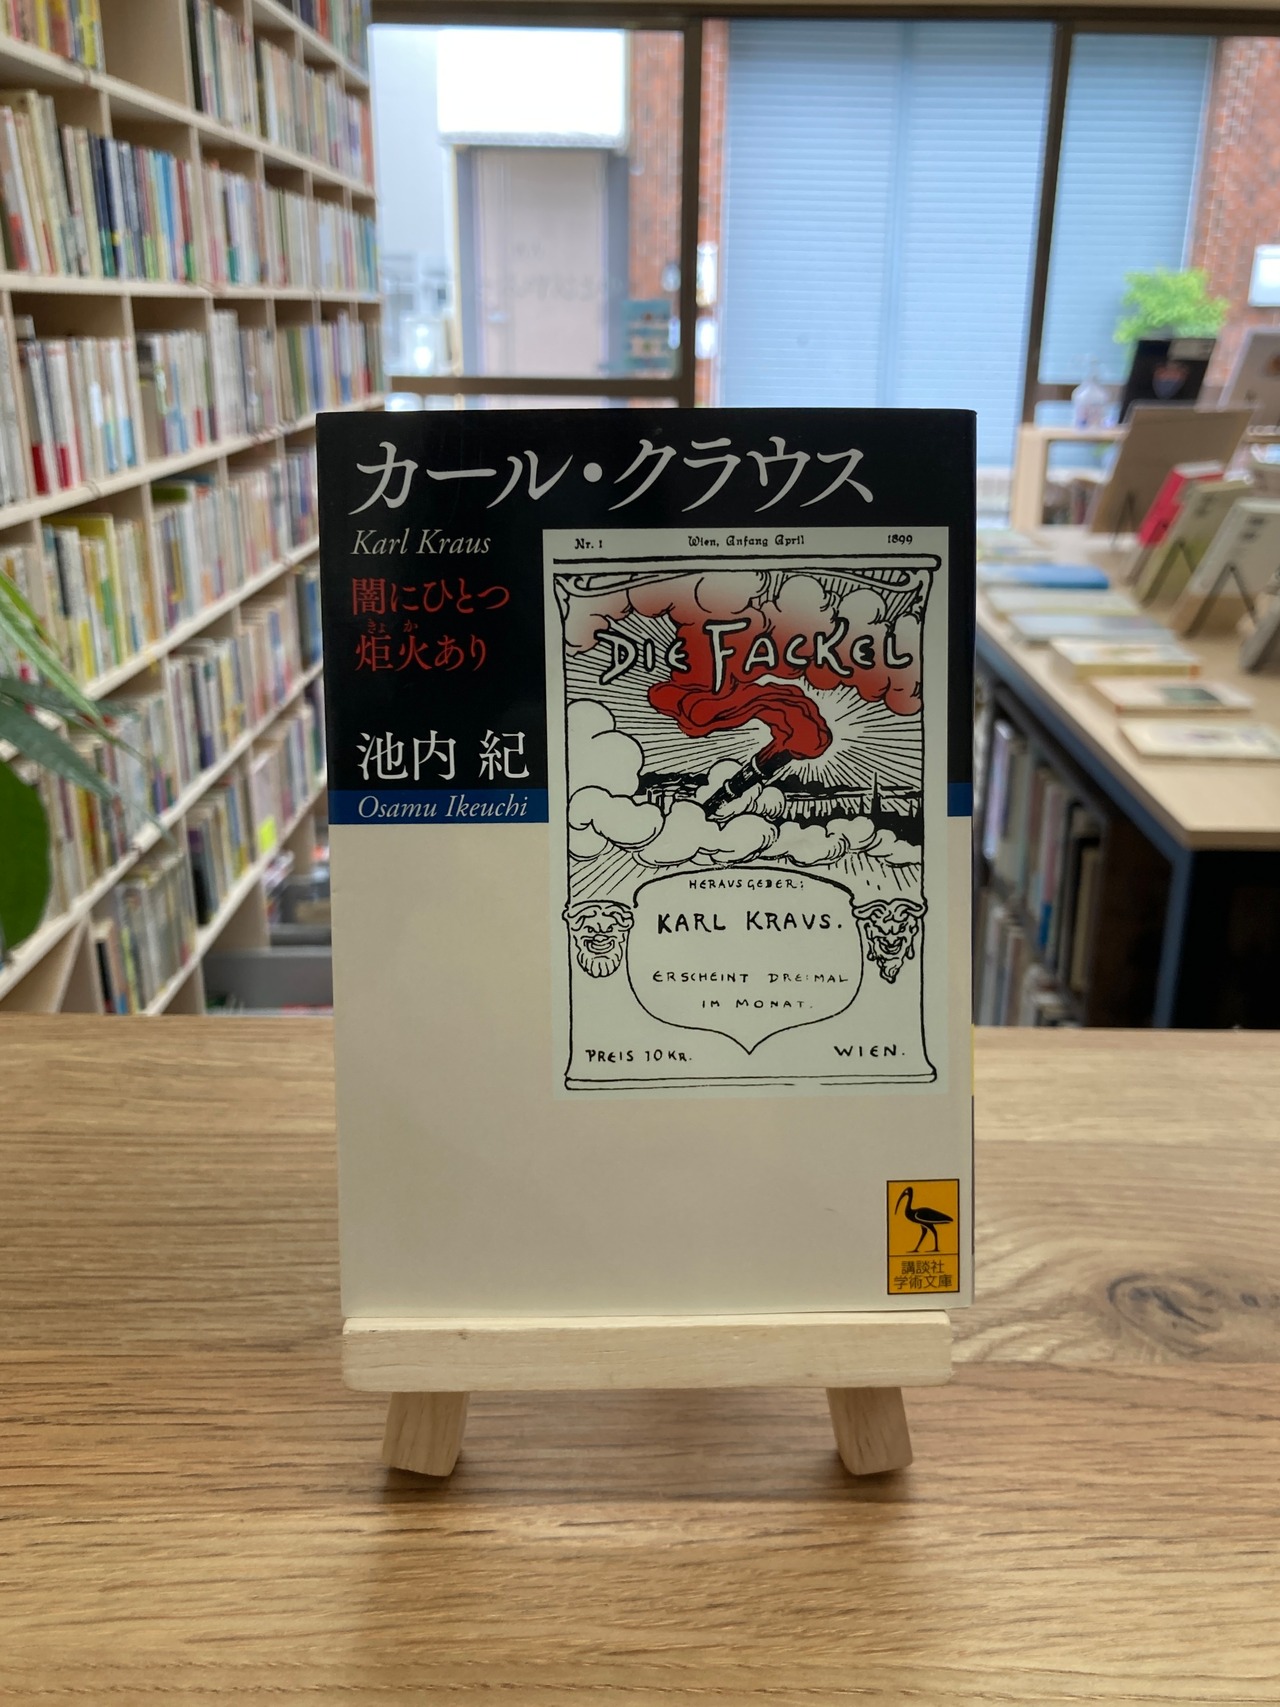 カール・クラウス
Karl Kraus
闇にひとつ
きょ か
炬火あり
池内 紀
Osamu Ikeuchi
Nr. 1 Wien, Anfang April 1899
DIE FACKEL
HERAUSGEBER:
KARL KRAVS.
ERSCHEINT DREIMAL
IM MONAT.
PREIS 10 KR. WIEN.
講談社
学術文庫